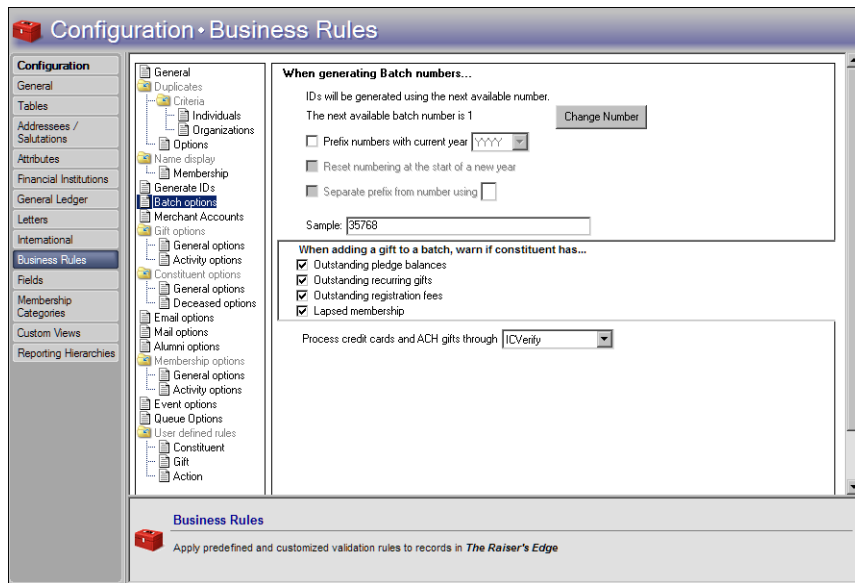 Configuration • Business Rules
Configuration
General
Tables
Addressees /
Salutations
Attributes
Financial Institutions
General Ledger
Letters
International
Business Rules
Fields
Membership
Categories
Custom Views
Reporting Hierarchies
General
Duplicates
Criteria
Individuals
Organizations
Options
Name display
Membership
Generate IDs
Batch options
Merchant Accounts
Gift options
General options
Activity options
Constituent options
General options
Deceased options
Email options
Mail options
Alumni options
Membership options
General options
Activity options
Event options
Queue Options
User defined rules
Constituent
Gift
Action
When generating Batch numbers...
IDs will be generated using the next available number.
The next available batch number is 1
Change Number
Prefix numbers with current year YYYY
Reset numbering at the start of a new year
Separate prefix from number using
Sample: 35768
When adding a gift to a batch, warn if constituent has...
Outstanding pledge balances
Outstanding recurring gifts
Outstanding registration fees
Lapsed membership
Process credit cards and ACH gifts through ICVerify
Business Rules
Apply predefined and customized validation rules to records in The Raiser's Edge